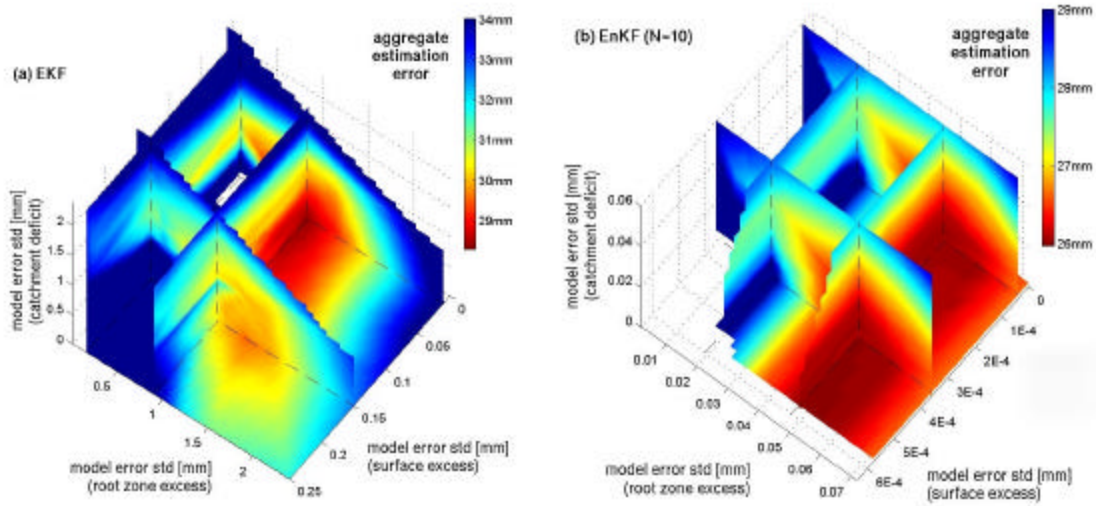 (a) EKF
aggregate
estimation
error
34mm
33mm
32mm
31mm
30mm
29mm
model error std [mm]
(catchment deficit)
2
1.5
1
0.5
0
0.5
1
1.5
2
model error std [mm]
(root zone excess)
0
0.05
0.1
0.15
0.2
0.25
model error std [mm]
(surface excess)
(b) EnKF (N-10)
aggregate
estimation
error
29mm
28mm
27mm
26mm
model error std [mm]
(catchment deficit)
0.06
0.04
0.02
0
0.01
0.02
0.03
0.04
0.05
0.06
0.07
model error std [mm]
(root zone excess)
0
1E-4
2E-4
3E-4
4E-4
5E-4
6E-4
model error std [mm]
(surface excess)